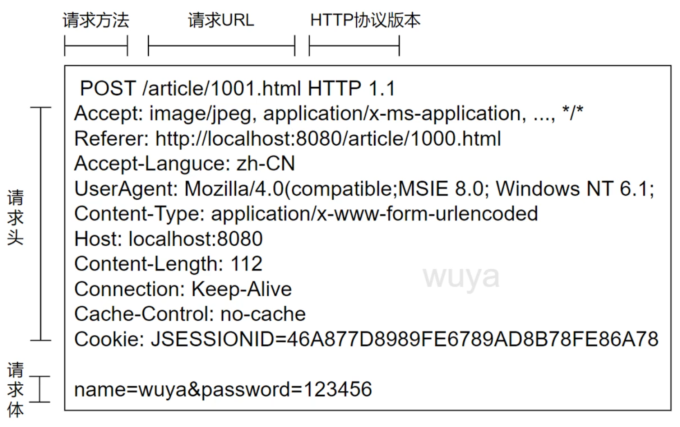 请求方法 请求URL HTTP协议版本
POST /article/1001.html HTTP 1.1
Accept: image/jpeg, application/x-ms-application, ..., */*
Referer: http://localhost:8080/article/1000.html
Accept-Languce: zh-CN
UserAgent: Mozilla/4.0(compatible;MSIE 8.0; Windows NT 6.1;
Content-Type: application/x-www-form-urlencoded
Host: localhost:8080
Content-Length: 112
Connection: Keep-Alive
Cache-Control: no-cache
Cookie: JSESSIONID=46A877D8989FE6789AD8B78FE86A78
请求头
wuya
name=wuya&password=123456
请求体